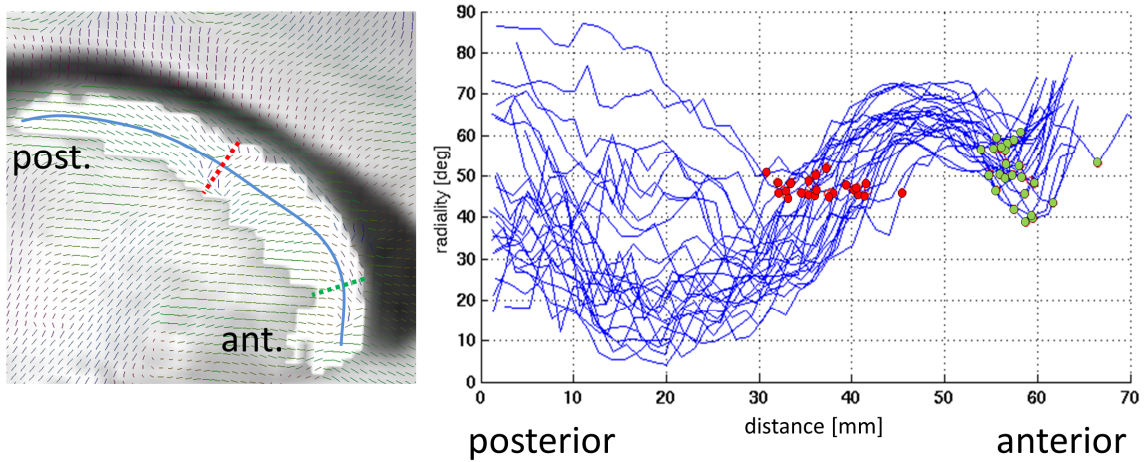 post.
ant.
90
80
70
60
50
40
30
20
10
0
radiality [deg]
0 10 20 30 40 50 60 70
distance [mm]
posterior anterior